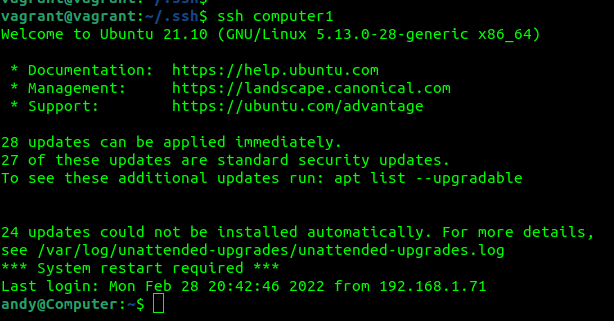 vagrant@vagrant:~/.ssh$
vagrant@vagrant:~/.ssh$ ssh computer1
Welcome to Ubuntu 21.10 (GNU/Linux 5.13.0-28-generic x86_64)
* Documentation:  https://help.ubuntu.com
* Management:     https://landscape.canonical.com
* Support:        https://ubuntu.com/advantage
28 updates can be applied immediately.
27 of these updates are standard security updates.
To see these additional updates run: apt list --upgradable
24 updates could not be installed automatically. For more details,
see /var/log/unattended-upgrades/unattended-upgrades.log
*** System restart required ***
Last login: Mon Feb 28 20:42:46 2022 from 192.168.1.71
andy@Computer:~$